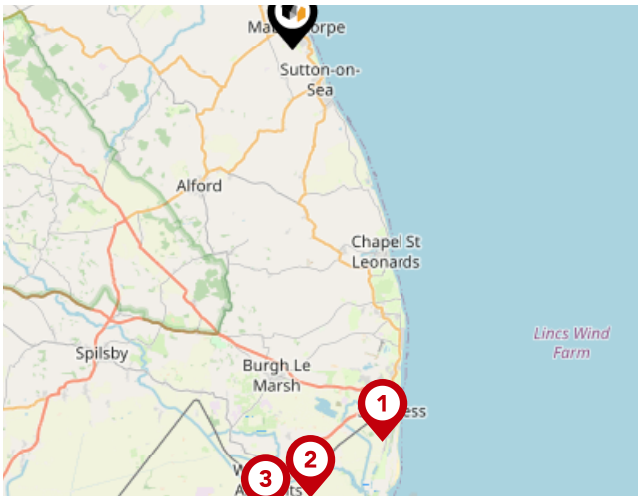 Sutton-on-
Sea
Alford
Chapel St
Leonards
Lincs Wind
Farm
Spilsby
Burgh Le
Marsh
1
2
3